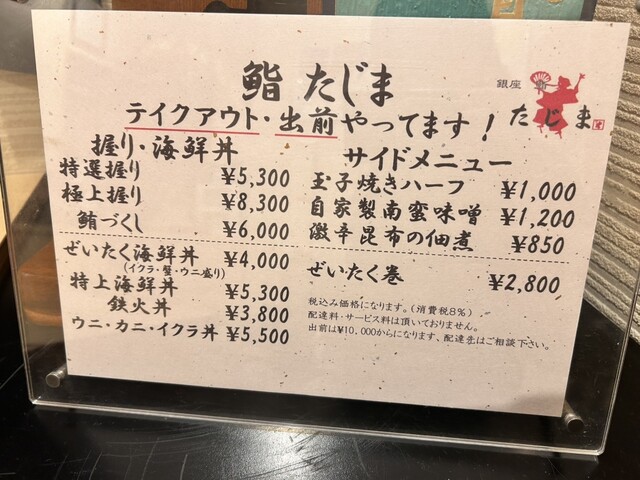 鮨 たじま
銀座 鮨
たじま
テイクアウト・出前やってます！
握り・海鮮丼
特選握り ¥5,300
極上握り ¥8,300
鮪づくし ¥6,000
ぜいたく海鮮丼 ¥4,000
(イクラ・蟹・ウニ盛り)
特上海鮮丼 ¥5,300
鉄火丼 ¥3,800
ウニ・カニ・イクラ丼 ¥5,500
サイドメニュー
玉子焼きハーフ ¥1,000
自家製南蛮味噌 ¥1,200
激辛昆布の佃煮 ¥850
ぜいたく巻 ¥2,800
税込み価格になります。(消費税8%)
配達料・サービス料は頂いておりません。
出前は¥10,000からになります、配達先はご相談下さい。